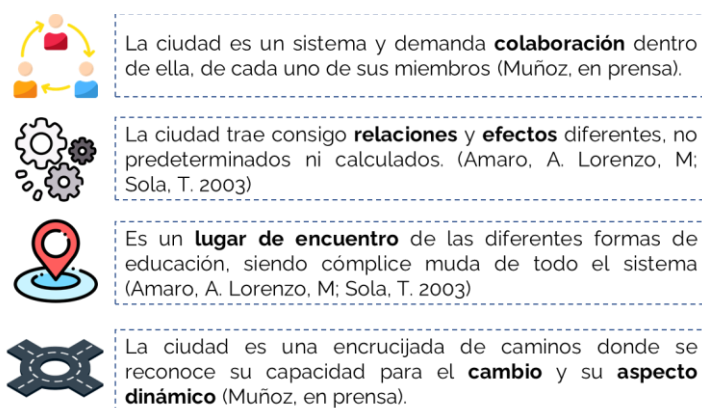 La ciudad es un sistema y demanda colaboración dentro
de ella, de cada uno de sus miembros (Muñoz, en prensa).
La ciudad trae consigo relaciones y efectos diferentes, no
predeterminados ni calculados. (Amaro, A. Lorenzo, M;
Sola, T. 2003)
Es un lugar de encuentro de las diferentes formas de
educación, siendo cómplice muda de todo el sistema
(Amaro, A. Lorenzo, M; Sola, T. 2003)
La ciudad es una encrucijada de caminos donde se
reconoce su capacidad para el cambio y su aspecto
dinámico (Muñoz, en prensa).